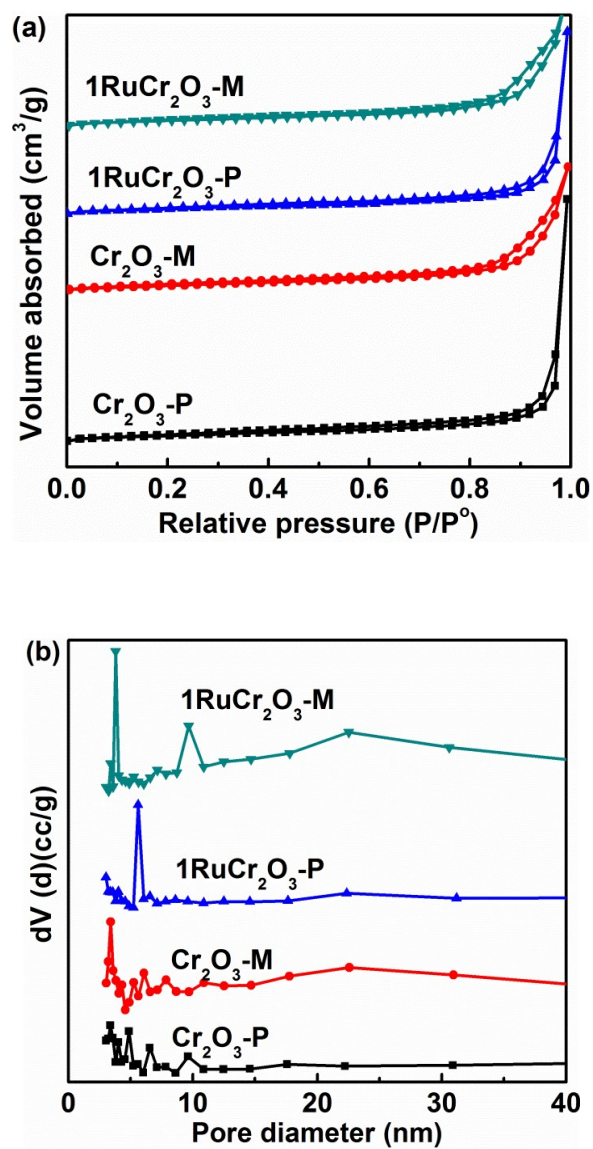 (a)
1RuCr₂O₃-M
1RuCr₂O₃-P
Cr₂O₃-M
Cr₂O₃-P
Volume absorbed (cm³/g)
0.0 0.2 0.4 0.6 0.8 1.0
Relative pressure (P/P°)
(b)
1RuCr₂O₃-M
1RuCr₂O₃-P
Cr₂O₃-M
Cr₂O₃-P
dV (d)(cc/g)
0 10 20 30 40
Pore diameter (nm)